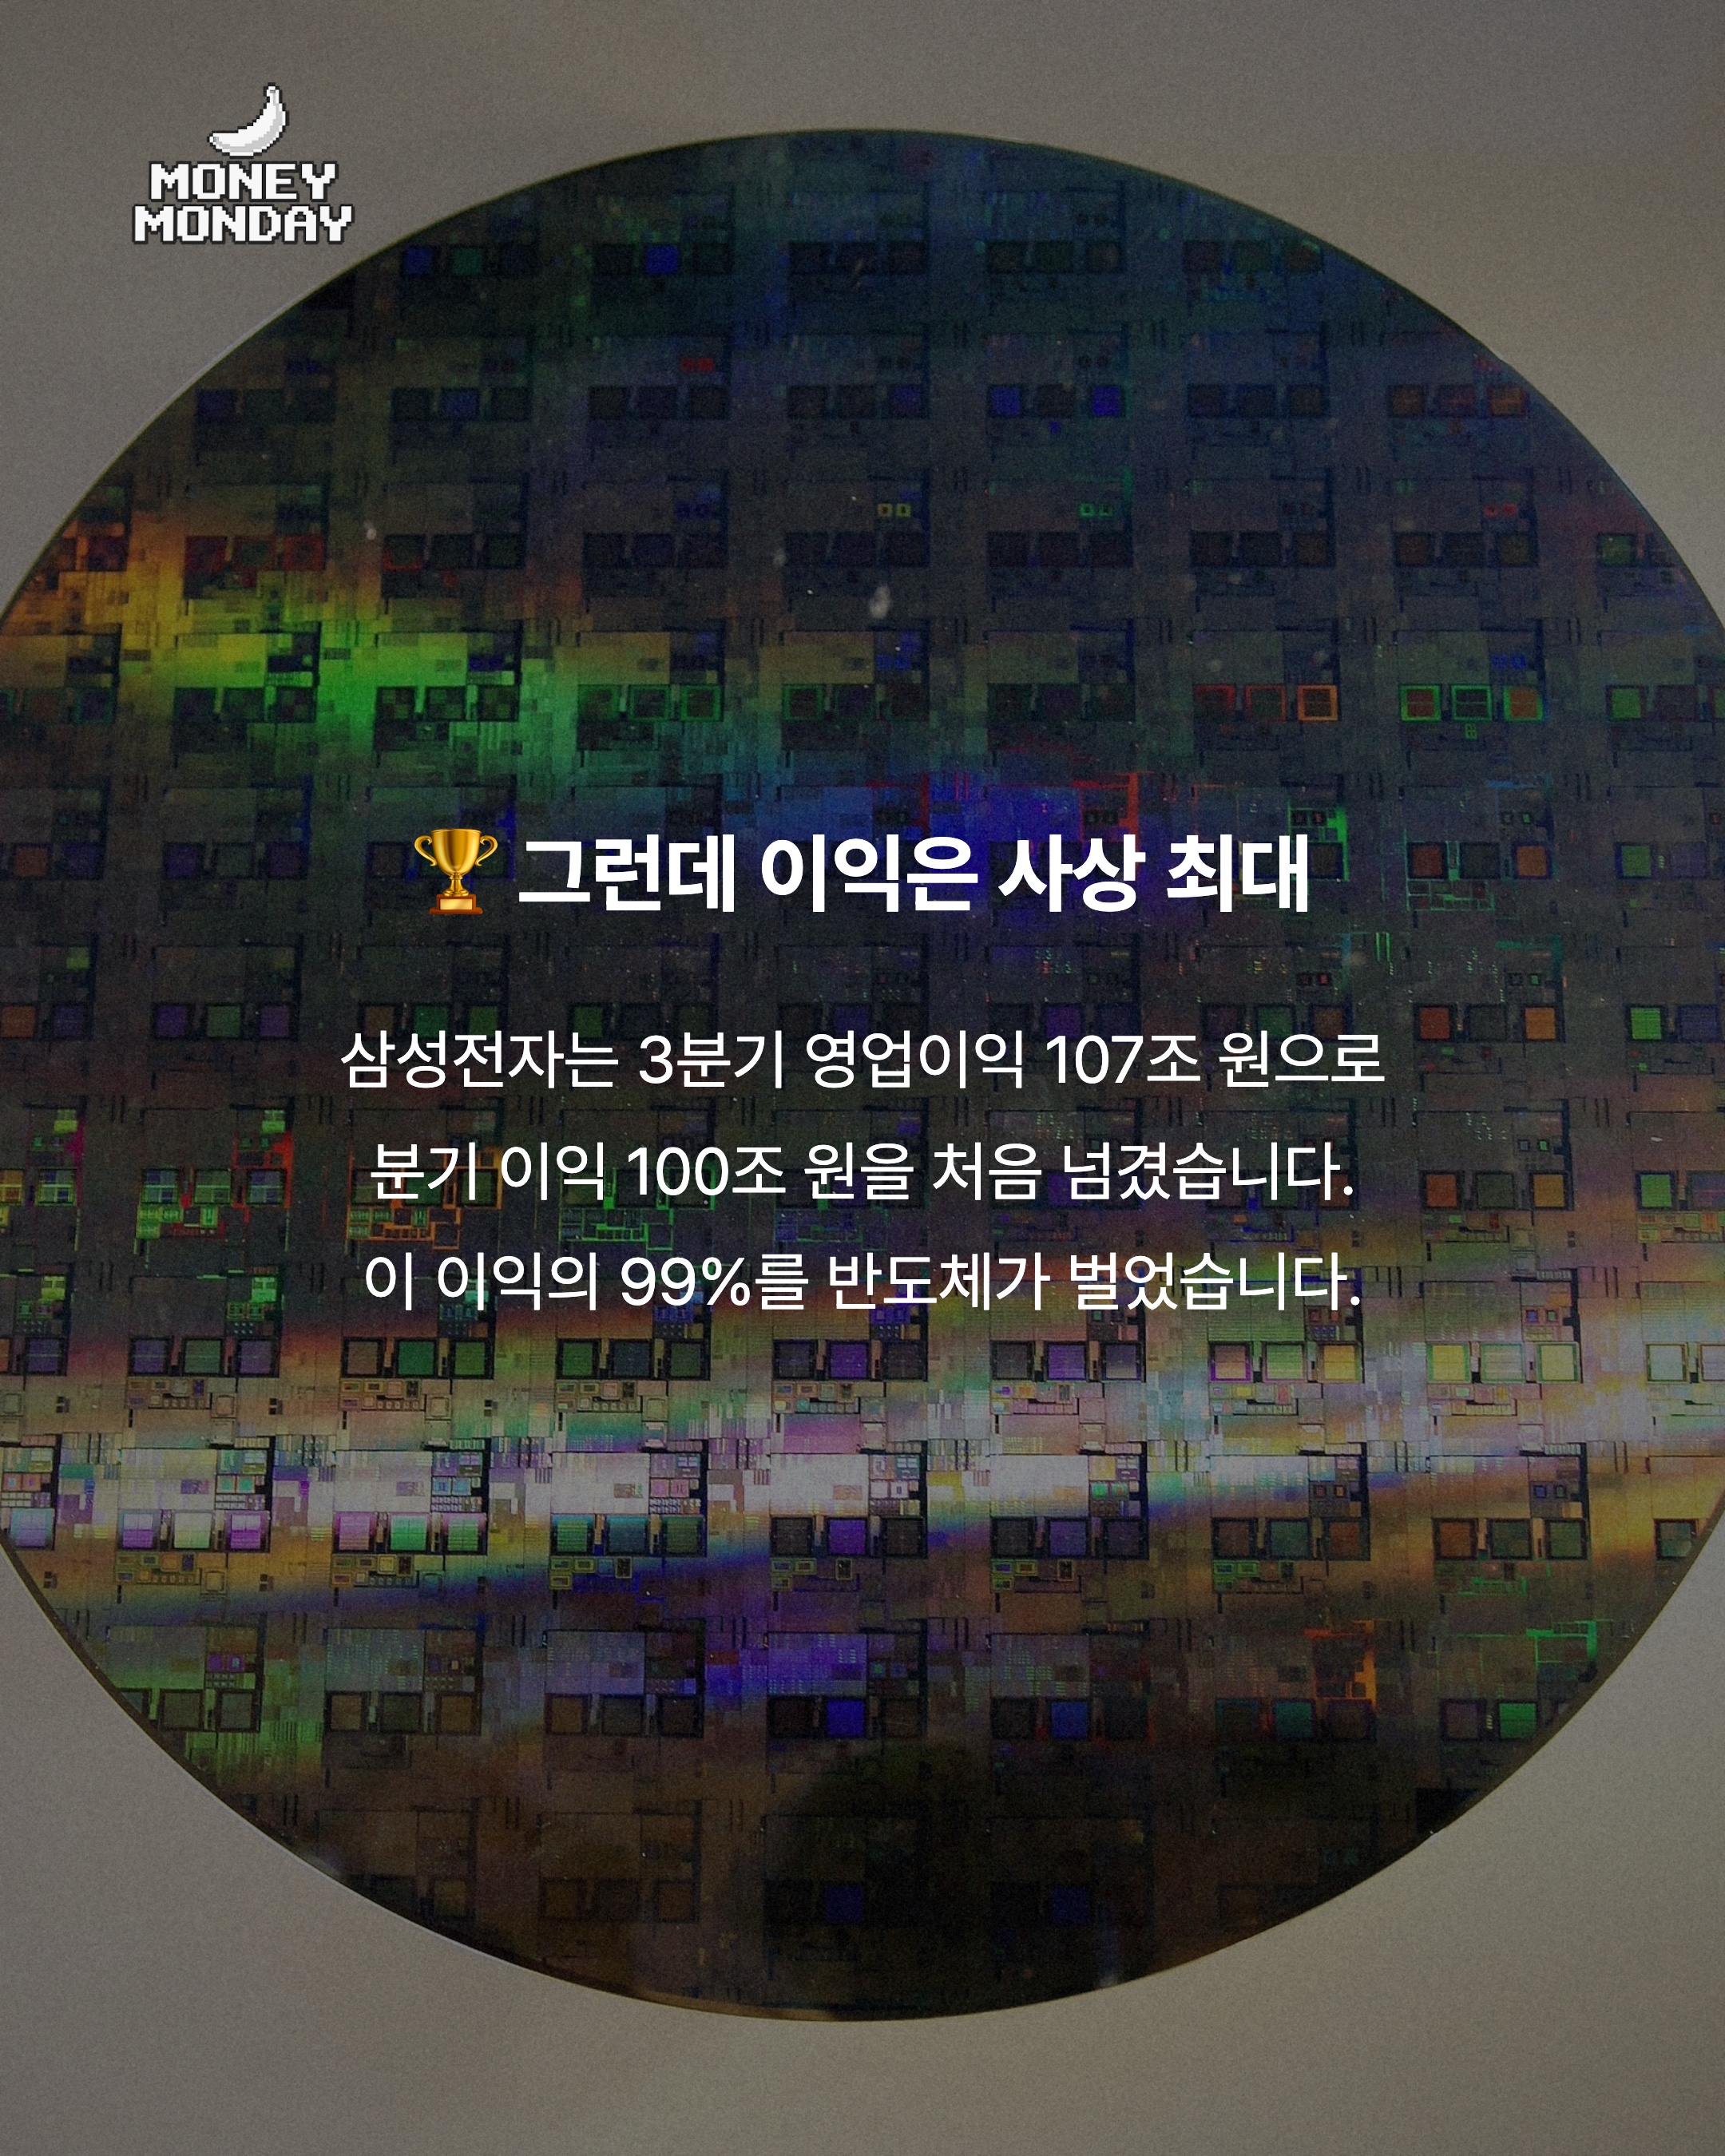 MONEY
MONDAY
🏆 그런데 이익은 사상 최대
삼성전자는 3분기 영업이익 107조 원으로
분기 이익 100조 원을 처음 넘겼습니다.
이 이익의 99%를 반도체가 벌었습니다.